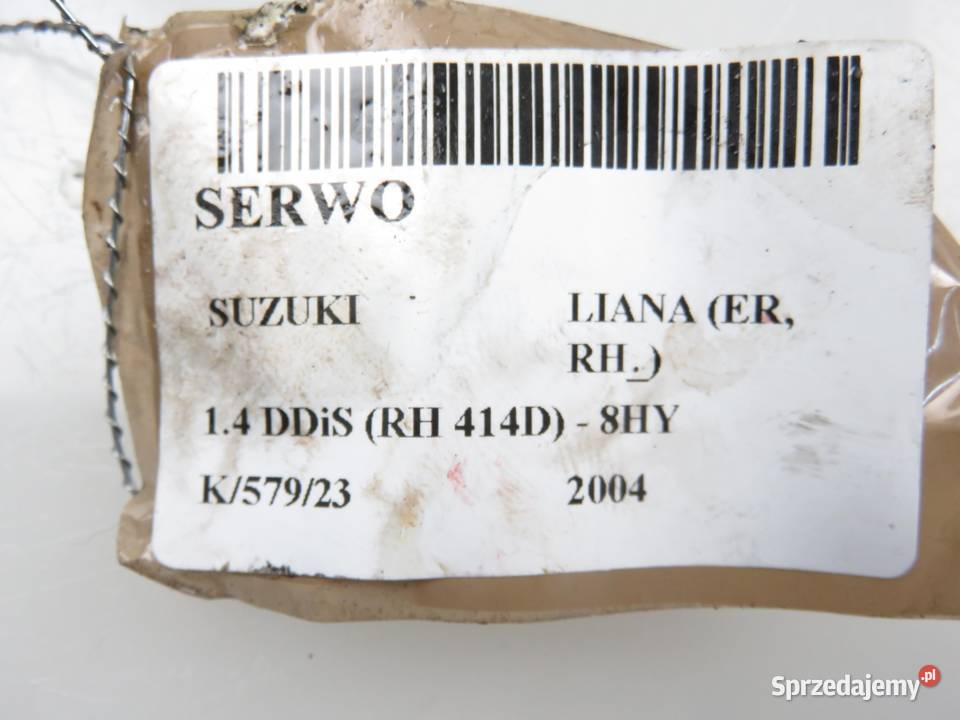 SERWO
SUZUKI LIANA (ER,
RH_)
1.4 DDiS (RH 414D) - 8HY
K/579/23 2004
Sprzedajemy.pl